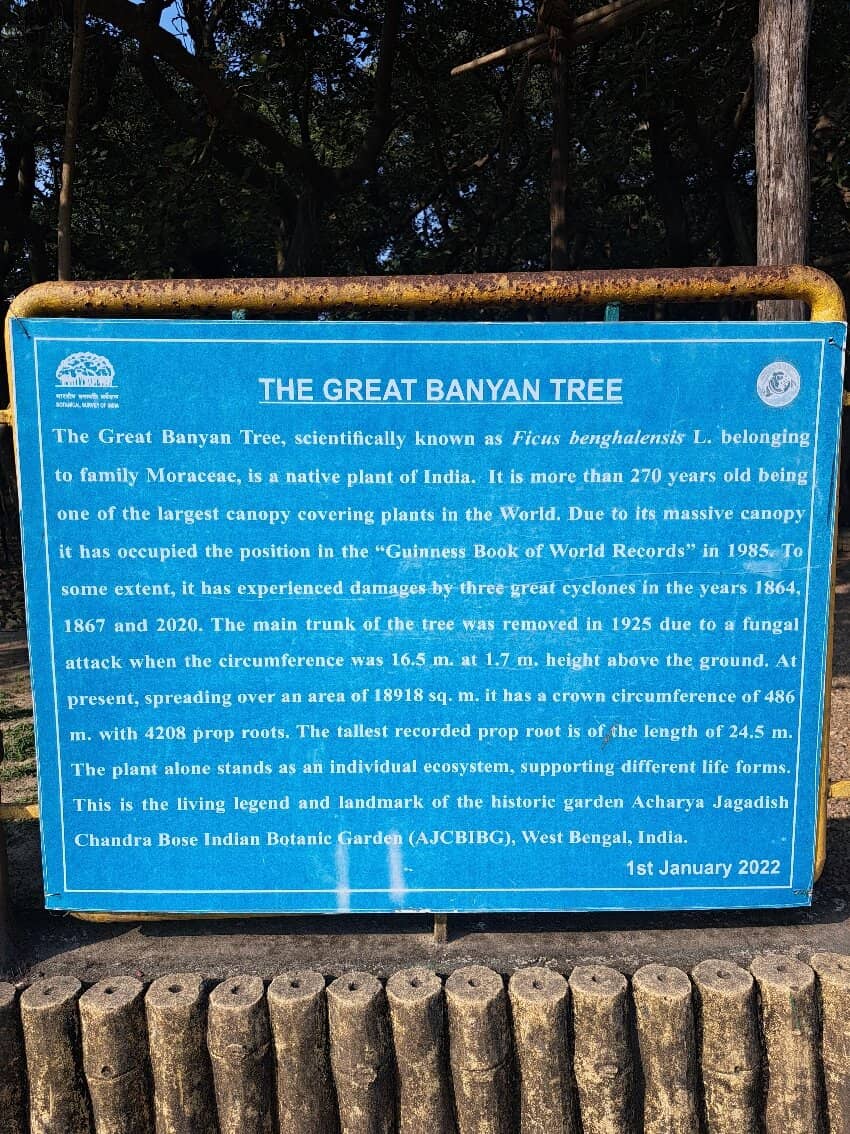 भारतीय वनस्पति सर्वेक्षण
BOTANICAL SURVEY OF INDIA
THE GREAT BANYAN TREE
The Great Banyan Tree, scientifically known as Ficus benghalensis L. belonging
to family Moraceae, is a native plant of India. It is more than 270 years old being
one of the largest canopy covering plants in the World. Due to its massive canopy
it has occupied the position in the “Guinness Book of World Records” in 1985. To
some extent, it has experienced damages by three great cyclones in the years 1864,
1867 and 2020. The main trunk of the tree was removed in 1925 due to a fungal
attack when the circumference was 16.5 m. at 1.7 m. height above the ground. At
present, spreading over an area of 18918 sq. m. it has a crown circumference of 486
m. with 4208 prop roots. The tallest recorded prop root is of the length of 24.5 m.
The plant alone stands as an individual ecosystem, supporting different life forms.
This is the living legend and landmark of the historic garden Acharya Jagadish
Chandra Bose Indian Botanic Garden (AJCBIBG), West Bengal, India.
1st January 2022